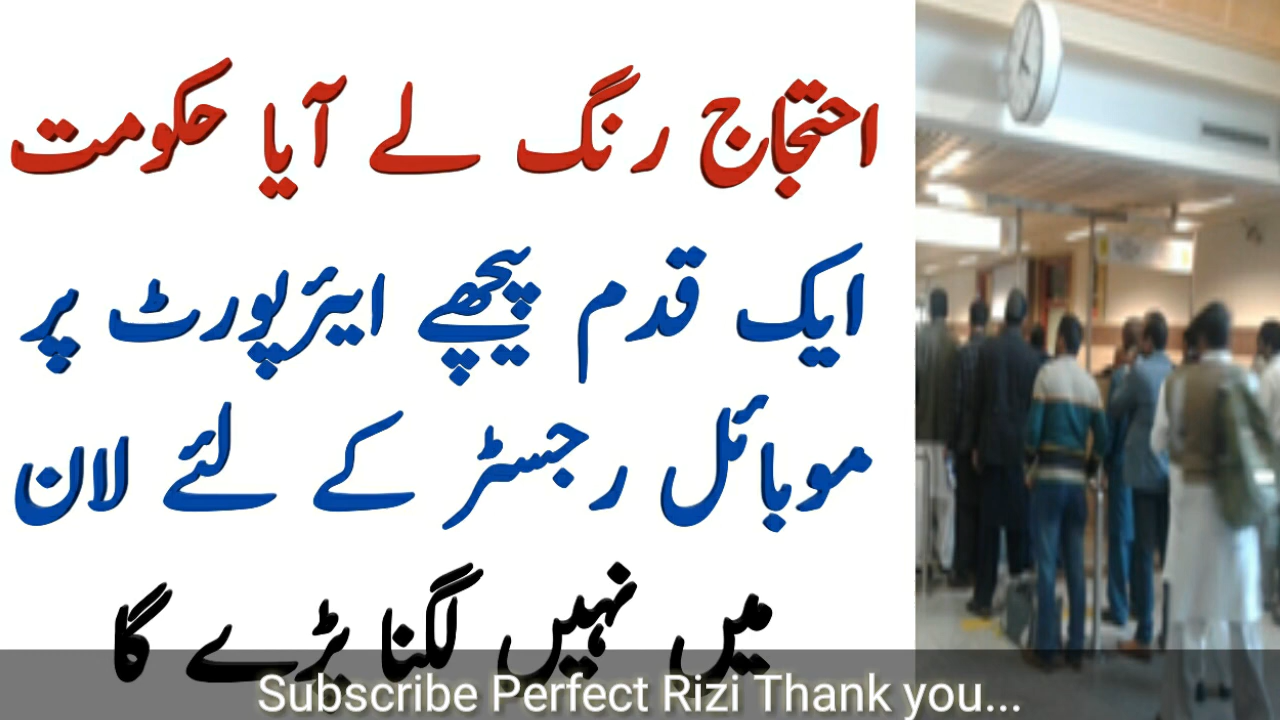 احتجاج رنگ لے آیا حکومت
ایک قدم پیچھے ایئرپورٹ پر
موبائل رجسٹر کے لئے لان
میں نہیں لگنا پڑے گا
Subscribe Perfect Rizi Thank you...